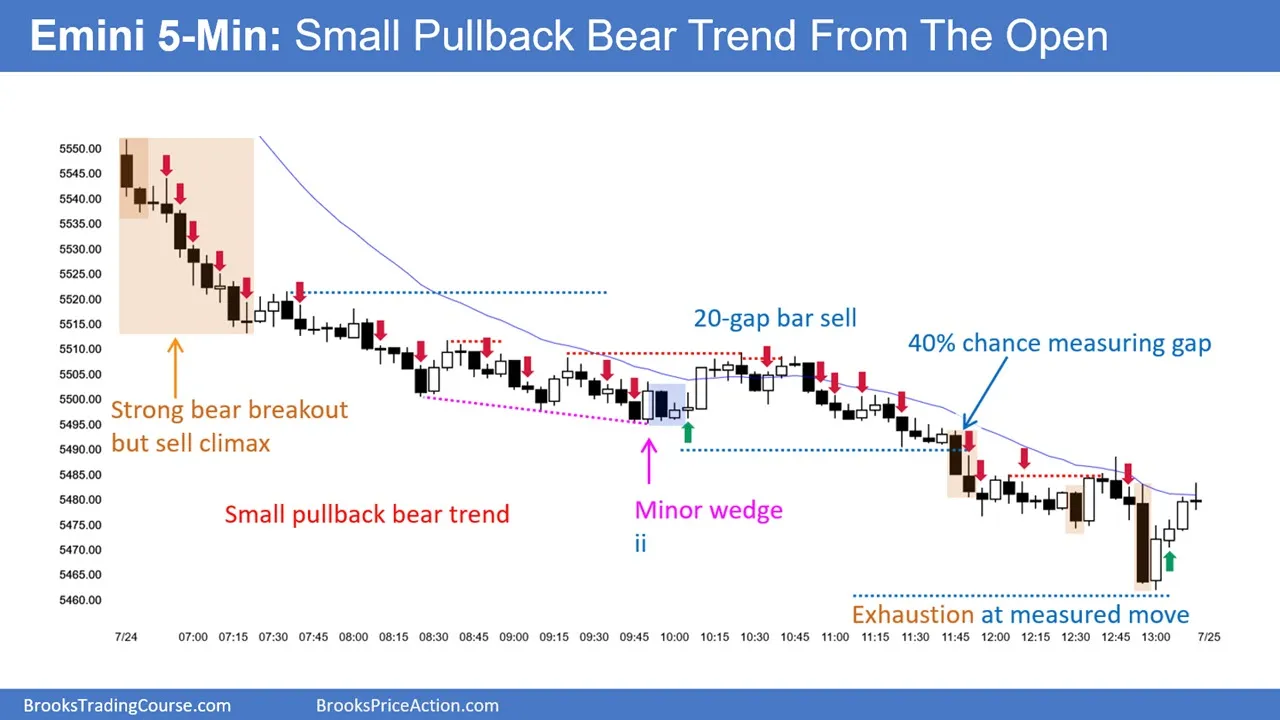 Emini 5-Min: Small Pullback Bear Trend From The Open
5550.00
5545.00
5540.00
5535.00
5530.00
5525.00
5520.00
5515.00
5510.00
5505.00
5500.00
5495.00
5490.00
5485.00
5480.00
5475.00
5470.00
5465.00
5460.00
20-gap bar sell
40% chance measuring gap
Strong bear breakout
but sell climax
Small pullback bear trend
Minor wedge
ii
Exhaustion at measured move
7/24 07:00 07:15 07:30 07:45 08:00 08:15 08:30 08:45 09:00 09:15 09:30 09:45 10:00 10:15 10:30 10:45 11:00 11:15 11:30 11:45 12:00 12:15 12:30 12:45 13:00 7/25
BrooksTradingCourse.com BrooksPriceAction.com